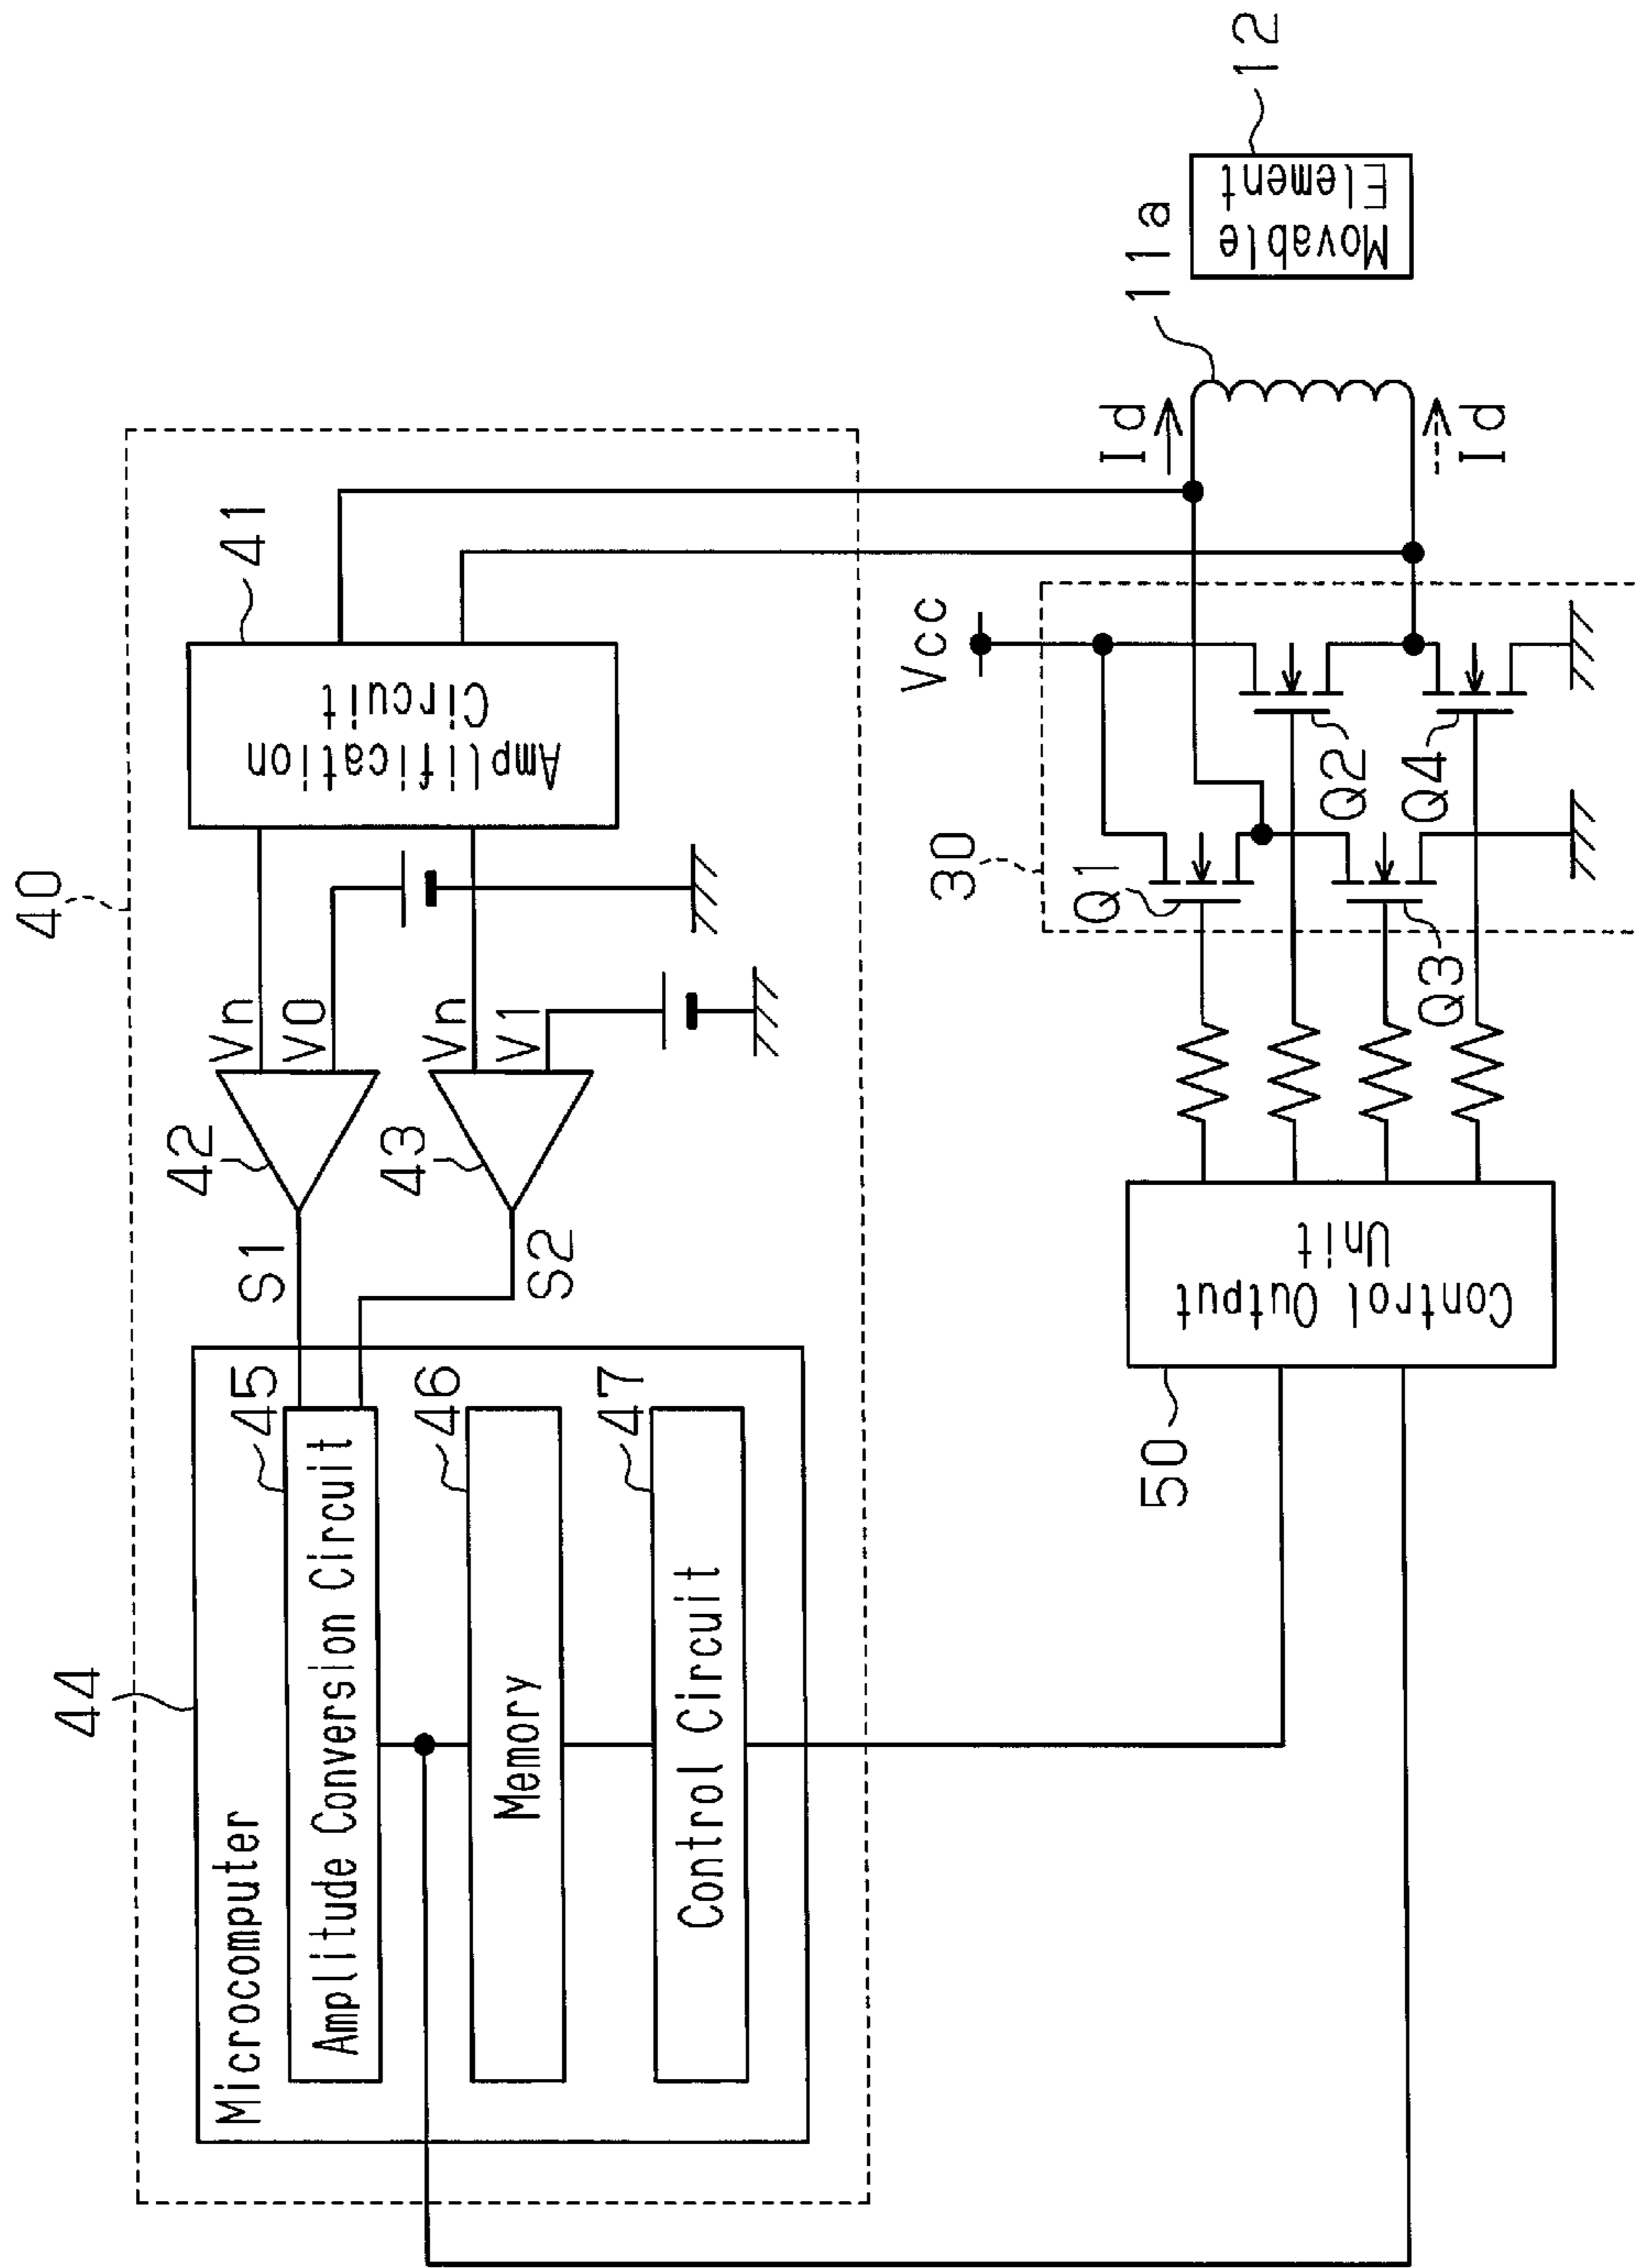 40
44
Microcomputer
45
Amplitude Conversion Circuit
46
Memory
47
Control Circuit
S1
S2
42
43
Vn
V0
Vn
V1
41
Amplification
Circuit
50
Control Output
Unit
30
Vcc
Q1
Q2
Q3
Q4
Id
Id
11a
12
Movable
Element